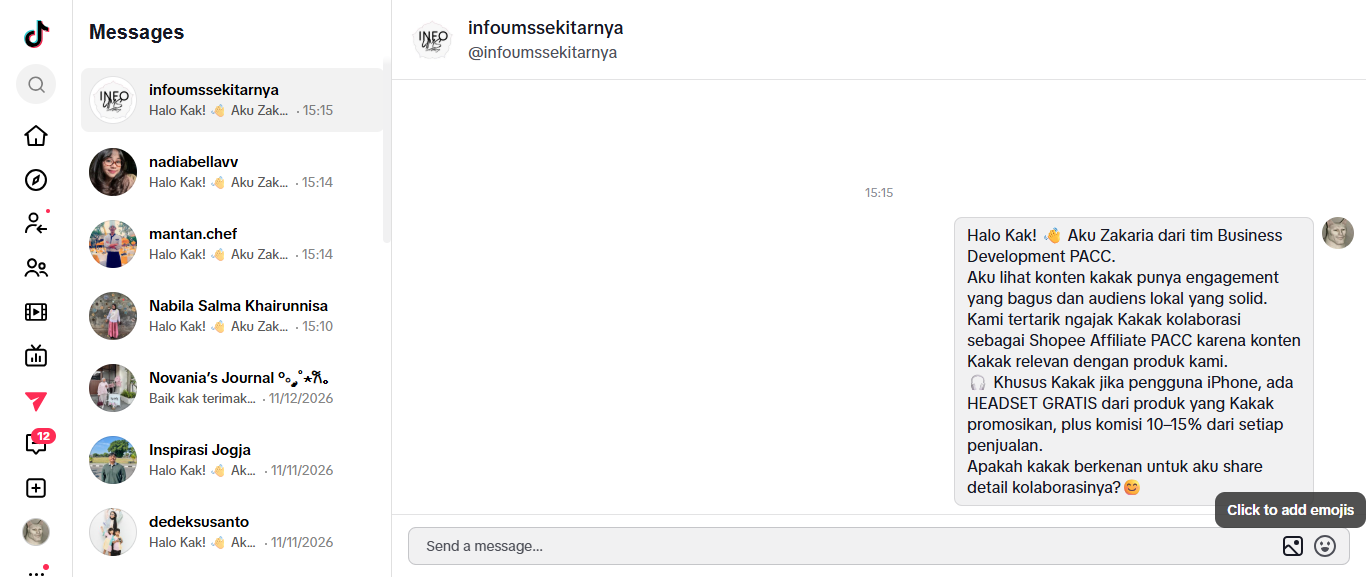 Messages
infoumssekitarnya
Halo Kak! 👋 Aku Zak... · 15:15
nadiabellavv
Halo Kak! 👋 Aku Zak... · 15:14
mantan.chef
Halo Kak! 👋 Aku Zak... · 15:14
Nabila Salma Khairunnisa
Halo Kak! 👋 Aku Zak... · 15:10
Novania's Journal
Baik kak terimak... · 11/12/2026
Inspirasi Jogja
Halo Kak! 👋 Ak... · 11/11/2026
dedeksusanto
Halo Kak! 👋 Ak... · 11/11/2026
12
INFO
infoumssekitarnya
@infoumssekitarnya
15:15
Halo Kak! 👋 Aku Zakaria dari tim Business
Development PACC.
Aku lihat konten kakak punya engagement
yang bagus dan audiens lokal yang solid.
Kami tertarik ngajak Kakak kolaborasi
sebagai Shopee Affiliate PACC karena konten
Kakak relevan dengan produk kami.
🎧 Khusus Kakak jika pengguna iPhone, ada
HEADSET GRATIS dari produk yang Kakak
promosikan, plus komisi 10–15% dari setiap
penjualan.
Apakah kakak berkenan untuk aku share
detail kolaborasinya?😊
Click to add emojis
Send a message...